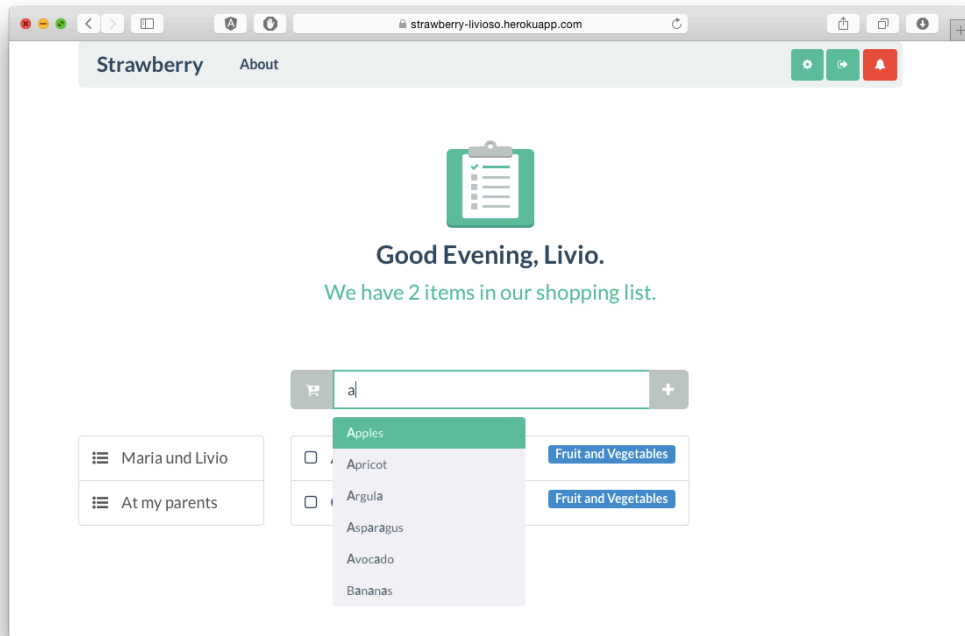 strawberry-livioso.herokuapp.com
Strawberry About
Good Evening, Livio.
We have 2 items in our shopping list.
a
Apples
Apricot
Argula
Asparagus
Avocado
Bananas
Maria und Livio
At my parents
Fruit and Vegetables
Fruit and Vegetables